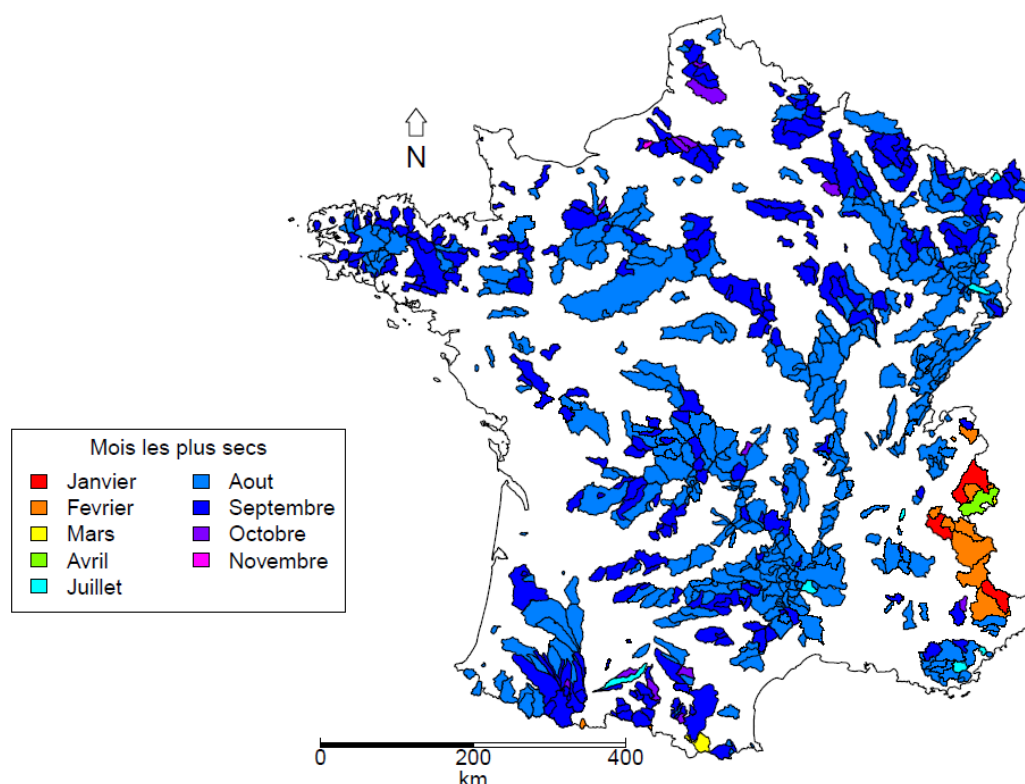 N
Mois les plus secs
Janvier
Fevrier
Mars
Avril
Juillet
Aout
Septembre
Octobre
Novembre
0 200 400
km